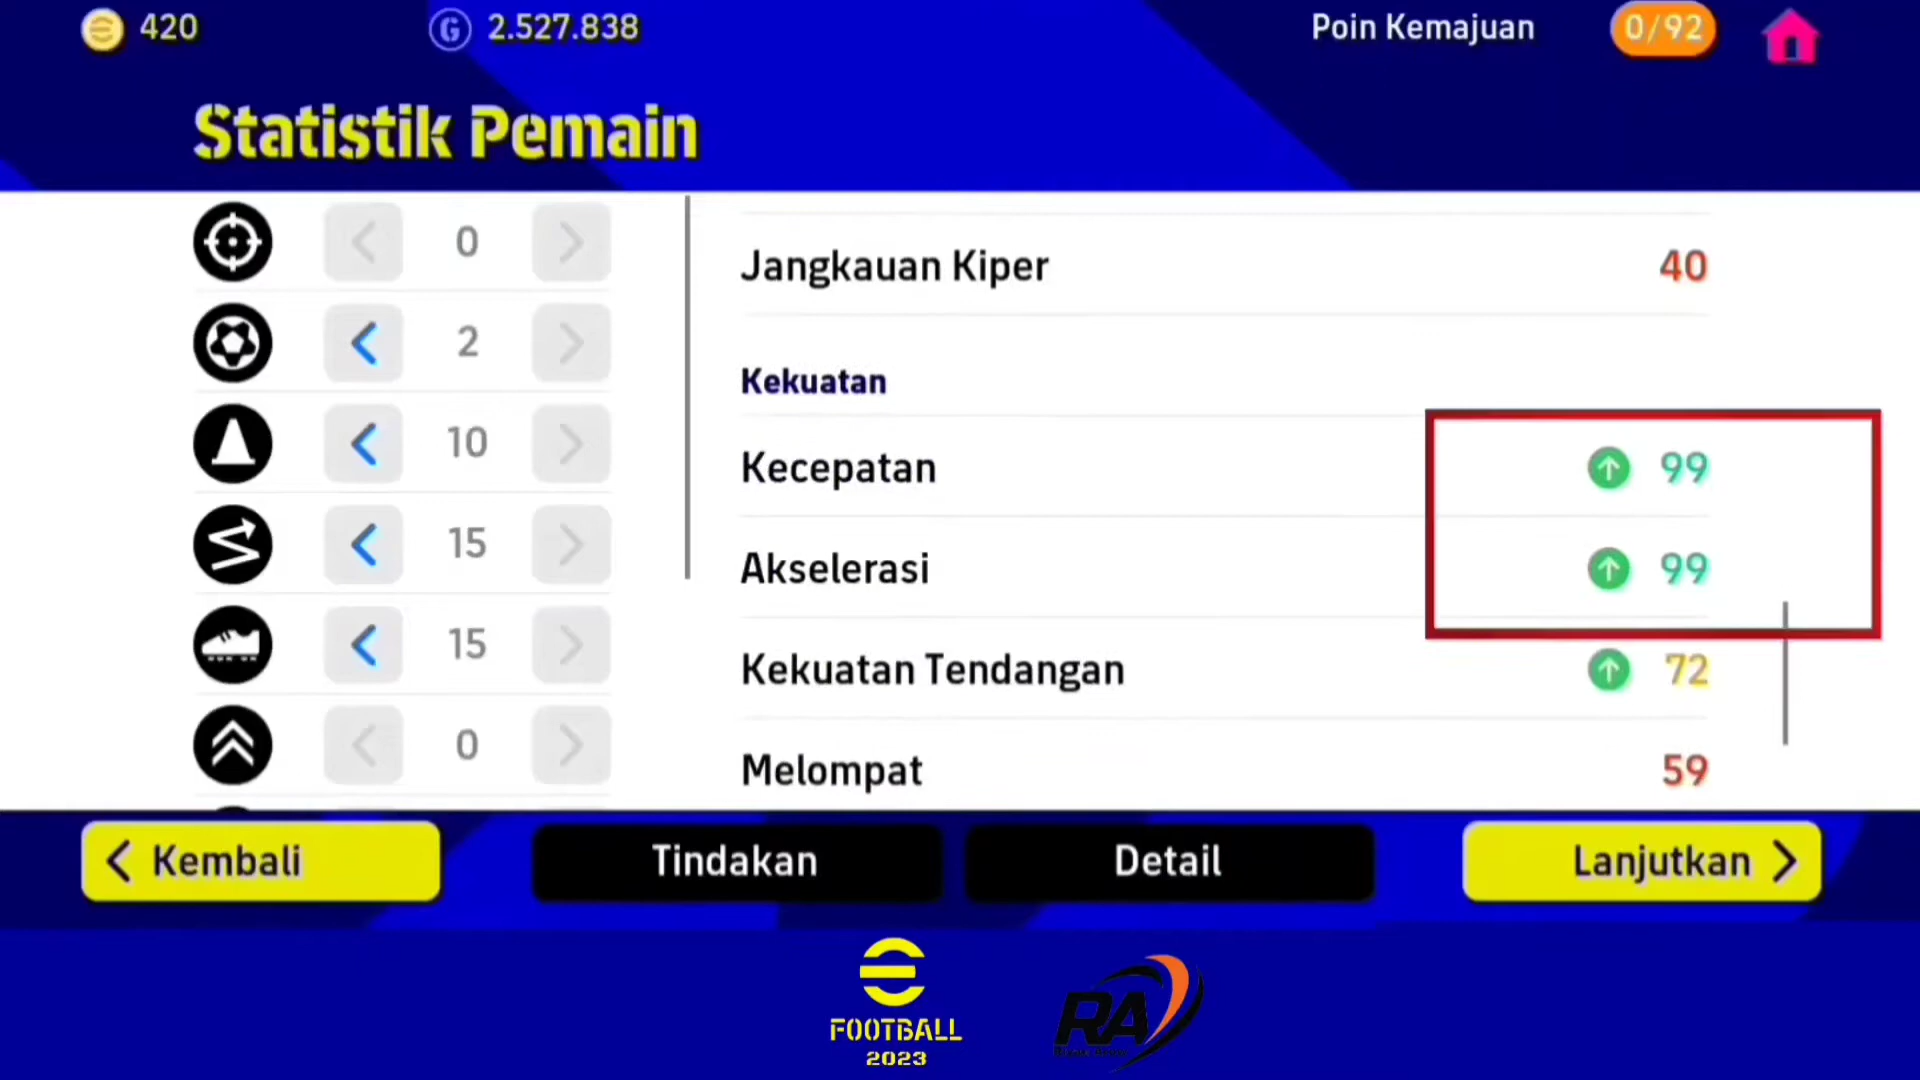 420
2.527.838
Poin Kemajuan
0/92
Statistik Pemain
0
2
10
15
15
0
Jangkauan Kiper 40
Kekuatan
Kecepatan 99
Akselerasi 99
Kekuatan Tendangan 72
Melompat 59
Kembali
Tindakan
Detail
Lanjutkan
FOOTBALL
2023
RA